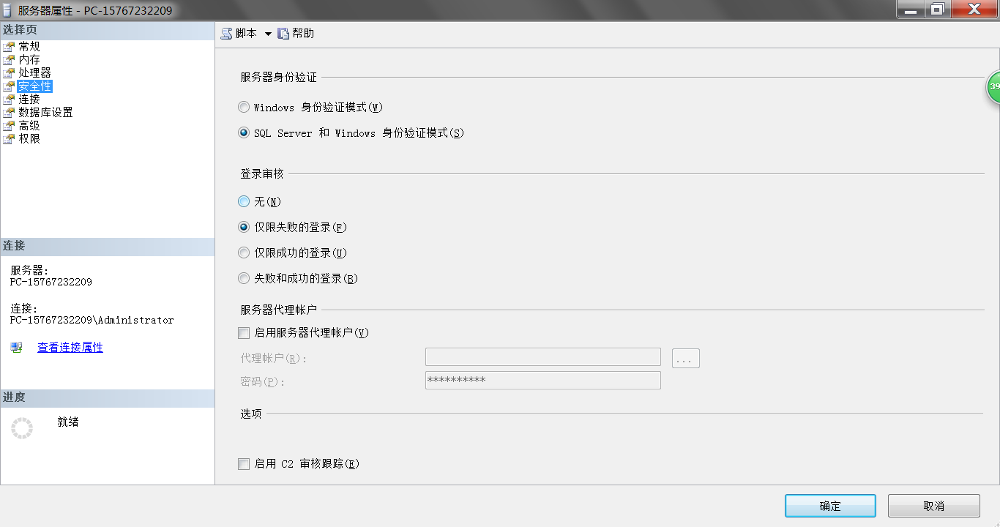 服务器属性 - PC-15767232209
选择页
常规
内存
处理器
安全性
连接
数据库设置
高级
权限
连接
服务器:
PC-15767232209
连接:
PC-15767232209\Administrator
查看连接属性
进度
就绪
脚本 帮助
服务器身份验证
Windows 身份验证模式(W)
SQL Server 和 Windows 身份验证模式(S)
登录审核
无(N)
仅限失败的登录(F)
仅限成功的登录(U)
失败和成功的登录(B)
服务器代理帐户
启用服务器代理帐户(V)
代理帐户(R): ...
密码(P): **********
选项
启用 C2 审核跟踪(E)
39
确定 取消